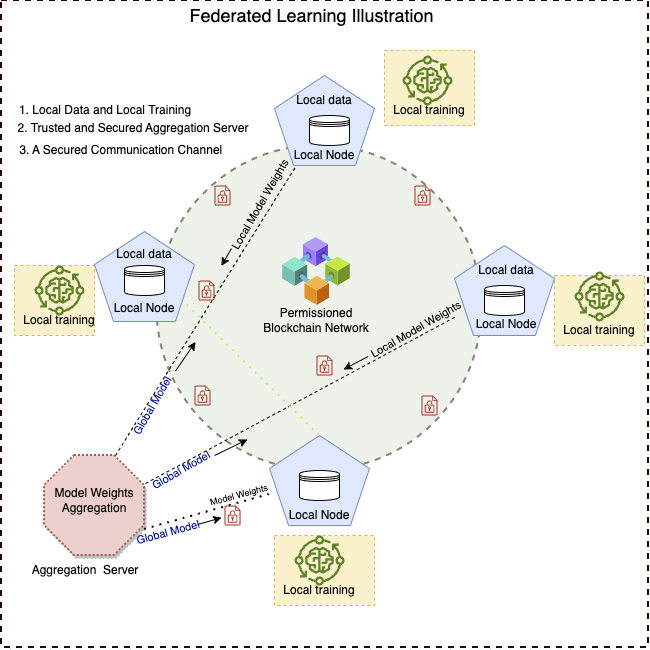 Federated Learning Illustration
1. Local Data and Local Training
2. Trusted and Secured Aggregation Server
3. A Secured Communication Channel
Local data
Local Node
Local training
Local Model Weights
Local data
Local Node
Local training
Permissioned
Blockchain Network
Local data
Local Node
Local training
Local Model Weights
Global Model
Global Model
Model Weights
Global Model
Model Weights
Aggregation
Aggregation Server
Local Node
Local training